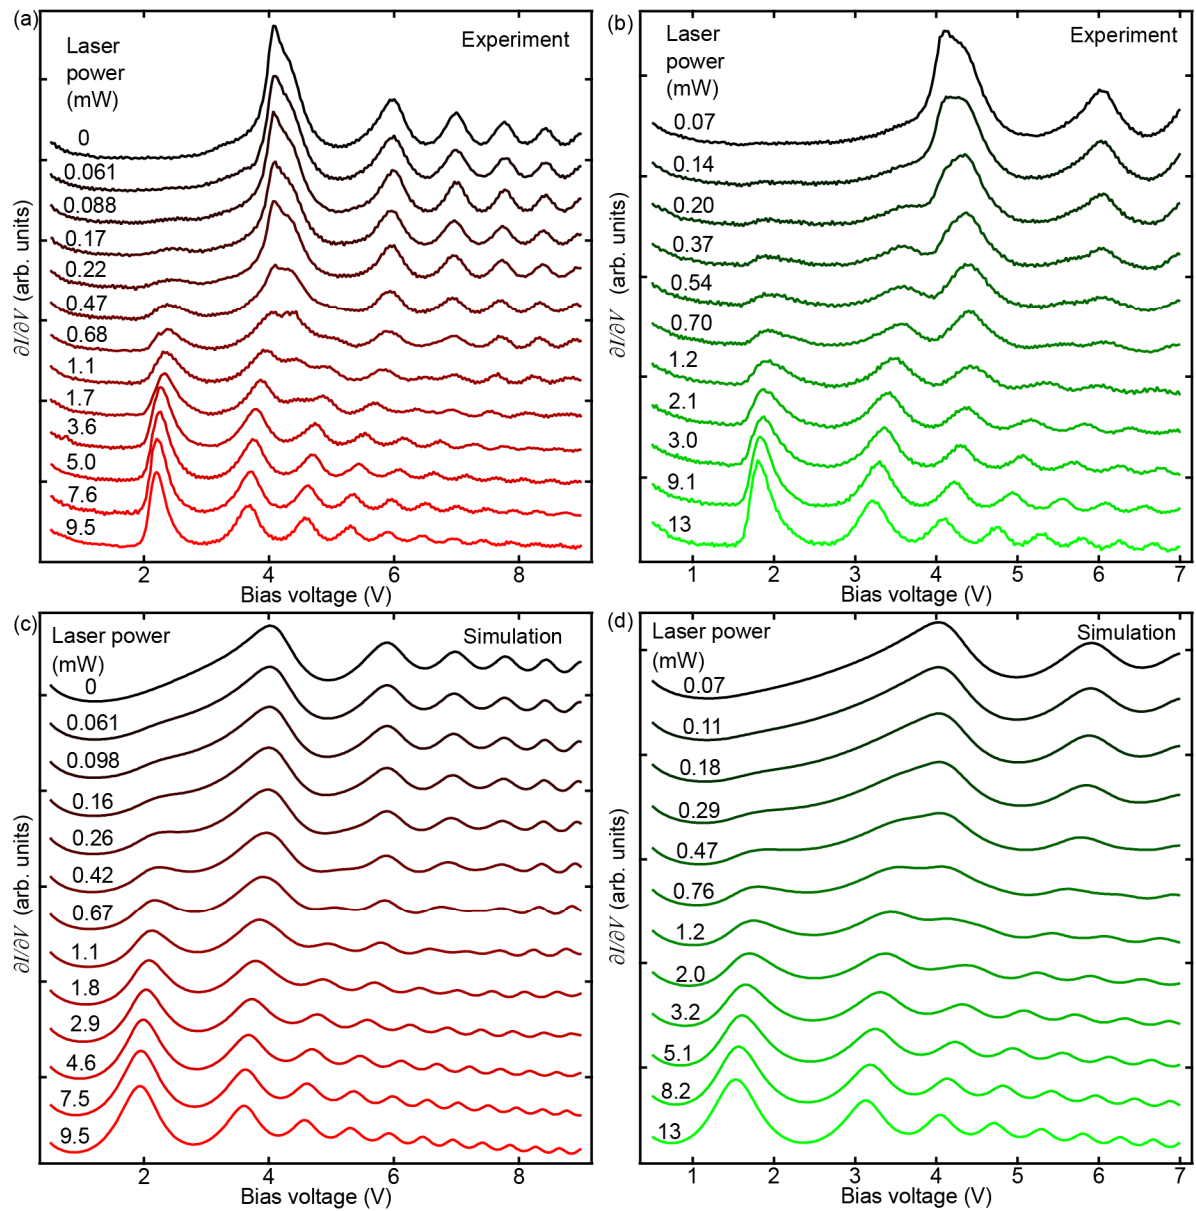 (a)
Experiment
Laser
power
(mW)
0
0.061
0.088
0.17
0.22
0.47
0.68
1.1
1.7
3.6
5.0
7.6
9.5
∂I/∂V (arb. units)
2
4
6
8
Bias voltage (V)
(b)
Experiment
Laser
power
(mW)
0.07
0.14
0.20
0.37
0.54
0.70
1.2
2.1
3.0
9.1
13
∂I/∂V (arb. units)
1
2
3
4
5
6
7
Bias voltage (V)
(c)
Laser power
(mW)
Simulation
0
0.061
0.098
0.16
0.26
0.42
0.67
1.1
1.8
2.9
4.6
7.5
9.5
∂I/∂V (arb. units)
2
4
6
8
Bias voltage (V)
(d)
Laser power
(mW)
Simulation
0.07
0.11
0.18
0.29
0.47
0.76
1.2
2.0
3.2
5.1
8.2
13
∂I/∂V (arb. units)
1
2
3
4
5
6
7
Bias voltage (V)